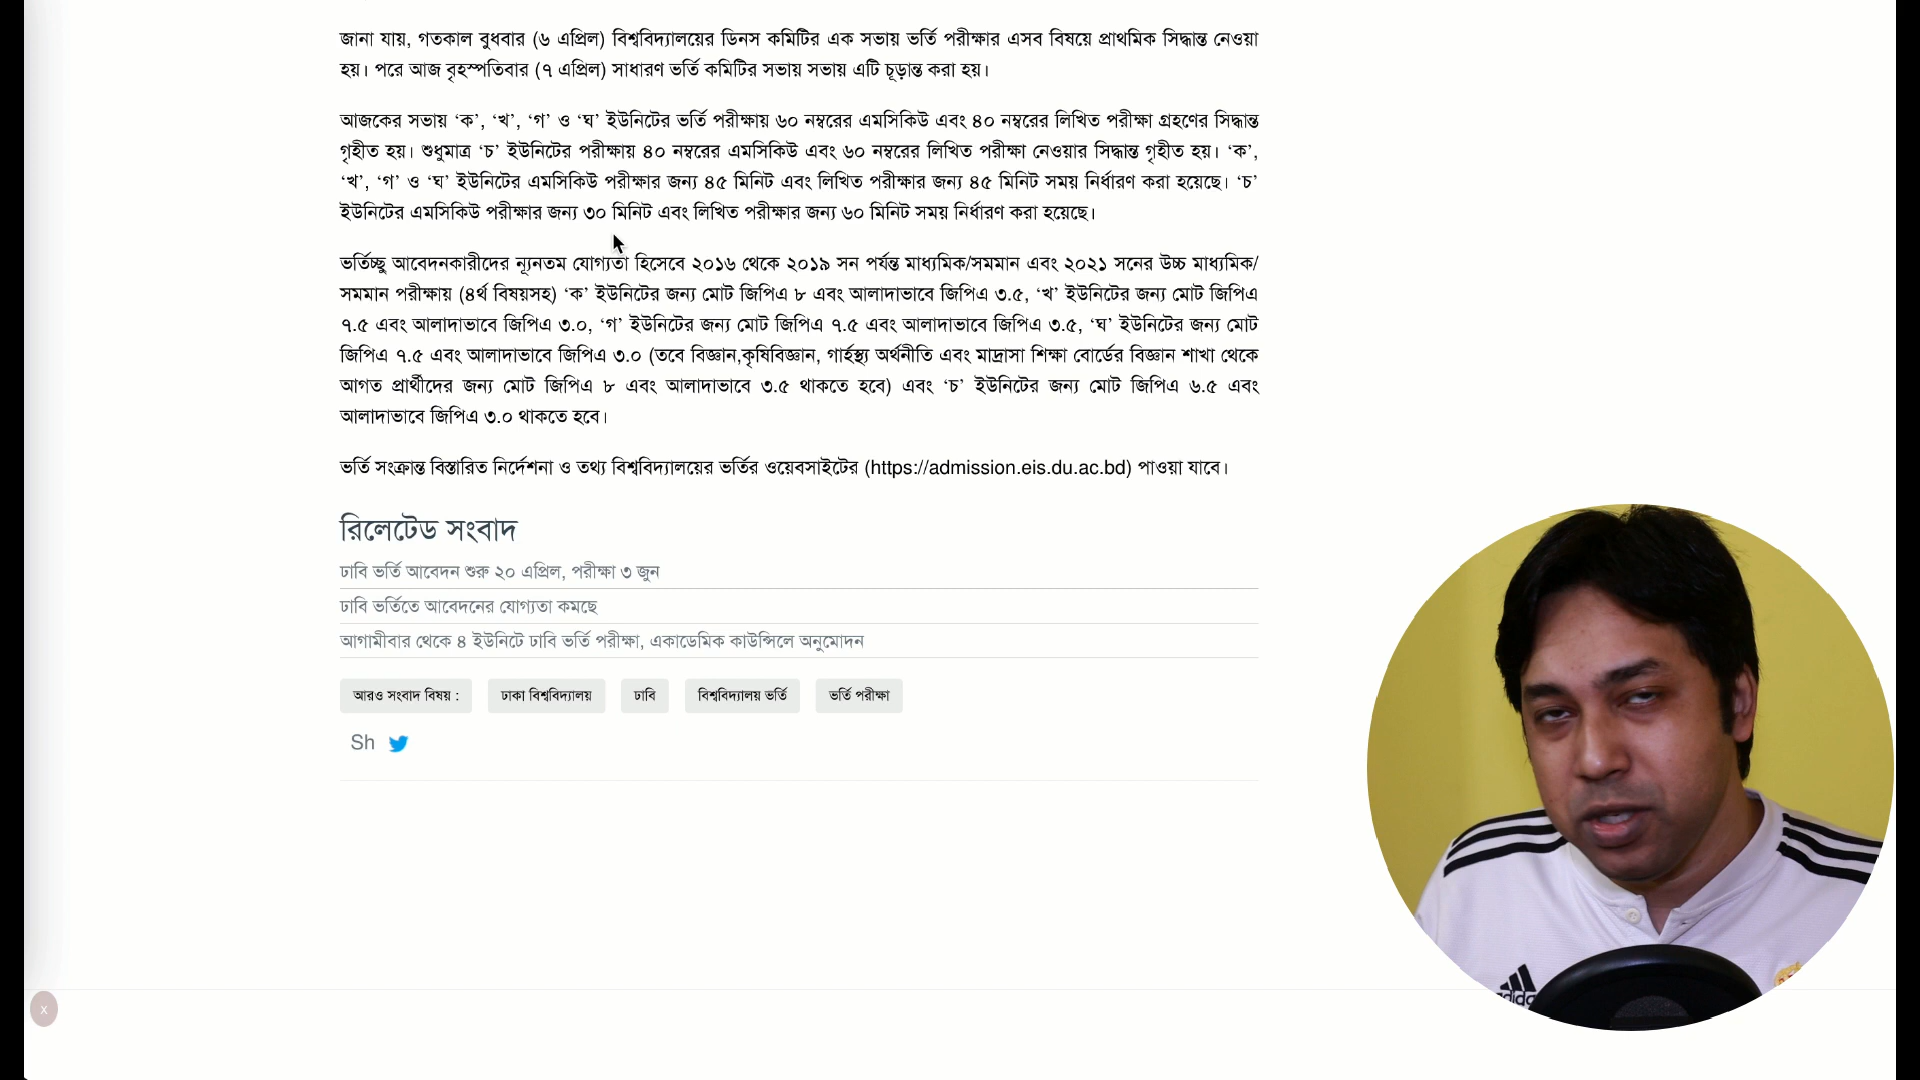 জানা যায়, গতকাল বুধবার (৬ এপ্রিল) বিশ্ববিদ্যালয়ের ডিনস কমিটির এক সভায় ভর্তি পরীক্ষার এসব বিষয়ে প্রাথমিক সিদ্ধান্ত নেওয়া
হয়। পরে আজ বৃহস্পতিবার (৭ এপ্রিল) সাধারণ ভর্তি কমিটির সভায় সভায় এটি চূড়ান্ত করা হয়।
আজকের সভায় ‘ক’, ‘খ’, ‘গ’ ও ‘ঘ’ ইউনিটের ভর্তি পরীক্ষায় ৬০ নম্বরের এমসিকিউ এবং ৪০ নম্বরের লিখিত পরীক্ষা গ্রহণের সিদ্ধান্ত
গৃহীত হয়। শুধুমাত্র ‘চ’ ইউনিটের পরীক্ষায় ৪০ নম্বরের এমসিকিউ এবং ৬০ নম্বরের লিখিত পরীক্ষা নেওয়ার সিদ্ধান্ত গৃহীত হয়। ‘ক’,
‘খ’, ‘গ’ ও ‘ঘ’ ইউনিটের এমসিকিউ পরীক্ষার জন্য ৪৫ মিনিট এবং লিখিত পরীক্ষার জন্য ৪৫ মিনিট সময় নির্ধারণ করা হয়েছে। ‘চ’
ইউনিটের এমসিকিউ পরীক্ষার জন্য ৩০ মিনিট এবং লিখিত পরীক্ষার জন্য ৬০ মিনিট সময় নির্ধারণ করা হয়েছে।
ভর্তিচ্ছু আবেদনকারীদের ন্যূনতম যোগ্যতা হিসেবে ২০১৬ থেকে ২০১৯ সন পর্যন্ত মাধ্যমিক/সমমান এবং ২০২১ সনের উচ্চ মাধ্যমিক/
সমমান পরীক্ষায় (৪র্থ বিষয়সহ) ‘ক’ ইউনিটের জন্য মোট জিপিএ ৮ এবং আলাদাভাবে জিপিএ ৩.৫, ‘খ’ ইউনিটের জন্য মোট জিপিএ
৭.৫ এবং আলাদাভাবে জিপিএ ৩.০, ‘গ’ ইউনিটের জন্য মোট জিপিএ ৭.৫ এবং আলাদাভাবে জিপিএ ৩.৫, ‘ঘ’ ইউনিটের জন্য মোট
জিপিএ ৭.৫ এবং আলাদাভাবে জিপিএ ৩.০ (তবে বিজ্ঞান,কৃষিবিজ্ঞান, গার্হস্থ্য অর্থনীতি এবং মাদ্রাসা শিক্ষা বোর্ডের বিজ্ঞান শাখা থেকে
আগত প্রার্থীদের জন্য মোট জিপিএ ৮ এবং আলাদাভাবে ৩.৫ থাকতে হবে) এবং ‘চ’ ইউনিটের জন্য মোট জিপিএ ৬.৫ এবং
আলাদাভাবে জিপিএ ৩.০ থাকতে হবে।
ভর্তি সংক্রান্ত বিস্তারিত নির্দেশনা ও তথ্য বিশ্ববিদ্যালয়ের ভর্তির ওয়েবসাইটের (https://admission.eis.du.ac.bd) পাওয়া যাবে।
রিলেটেড সংবাদ
ঢাবি ভর্তি আবেদন শুরু ২০ এপ্রিল, পরীক্ষা ৩ জুন
ঢাবি ভর্তিতে আবেদনের যোগ্যতা কমছে
আগামীবার থেকে ৪ ইউনিটে ঢাবি ভর্তি পরীক্ষা, একাডেমিক কাউন্সিলে অনুমোদন
আরও সংবাদ বিষয় : ঢাকা বিশ্ববিদ্যালয় ঢাবি বিশ্ববিদ্যালয় ভর্তি ভর্তি পরীক্ষা
Sh
x
adidas